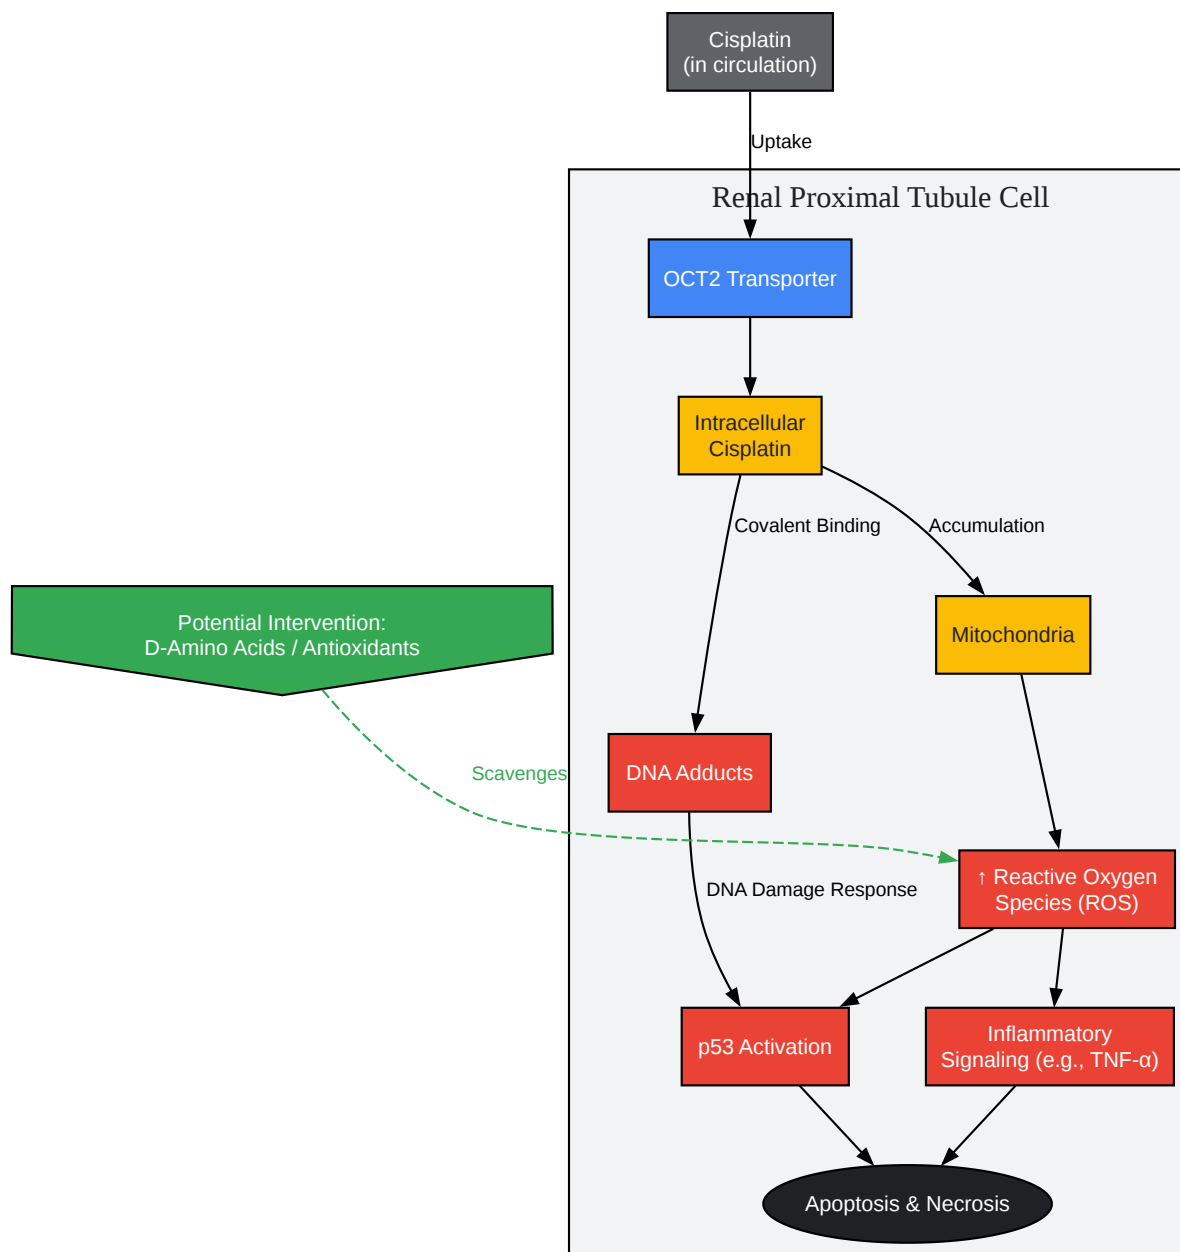 Cisplatin
(in circulation)
Uptake
Renal Proximal Tubule Cell
OCT2 Transporter
Intracellular
Cisplatin
Covalent Binding
Accumulation
Potential Intervention:
D-Amino Acids / Antioxidants
Mitochondria
Scavenges
DNA Adducts
↑ Reactive Oxygen
Species (ROS)
DNA Damage Response
p53 Activation
Inflammatory
Signaling (e.g., TNF-α)
Apoptosis & Necrosis